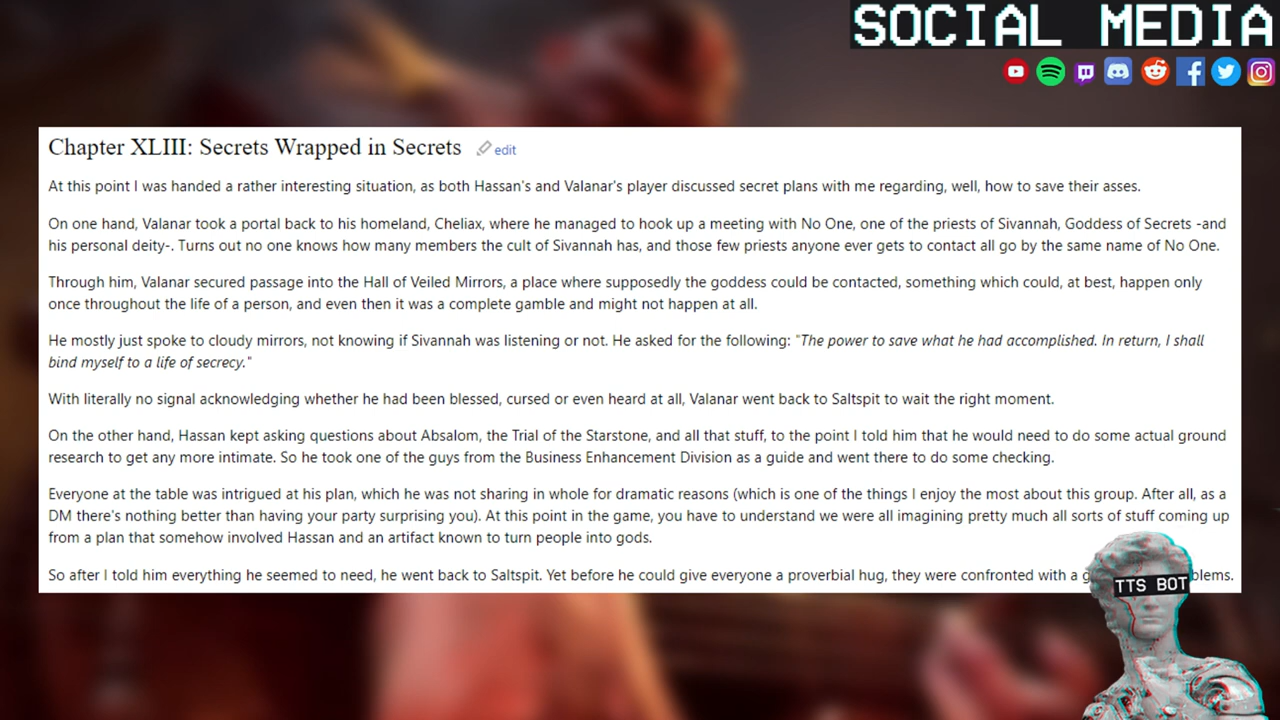 SOCIAL MEDIA
Chapter XLIII: Secrets Wrapped in Secrets edit
At this point I was handed a rather interesting situation, as both Hassan's and Valanar's player discussed secret plans with me regarding, well, how to save their asses.
On one hand, Valanar took a portal back to his homeland, Cheliax, where he managed to hook up a meeting with No One, one of the priests of Sivannah, Goddess of Secrets -and
his personal deity-. Turns out no one knows how many members the cult of Sivannah has, and those few priests anyone ever gets to contact all go by the same name of No One.
Through him, Valanar secured passage into the Hall of Veiled Mirrors, a place where supposedly the goddess could be contacted, something which could, at best, happen only
once throughout the life of a person, and even then it was a complete gamble and might not happen at all.
He mostly just spoke to cloudy mirrors, not knowing if Sivannah was listening or not. He asked for the following: "The power to save what he had accomplished. In return, I shall
bind myself to a life of secrecy."
With literally no signal acknowledging whether he had been blessed, cursed or even heard at all, Valanar went back to Saltspit to wait the right moment.
On the other hand, Hassan kept asking questions about Absalom, the Trial of the Starstone, and all that stuff, to the point I told him that he would need to do some actual ground
research to get any more intimate. So he took one of the guys from the Business Enhancement Division as a guide and went there to do some checking.
Everyone at the table was intrigued at his plan, which he was not sharing in whole for dramatic reasons (which is one of the things I enjoy the most about this group. After all, as a
DM there's nothing better than having your party surprising you). At this point in the game, you have to understand we were all imagining pretty much all sorts of stuff coming up
from a plan that somehow involved Hassan and an artifact known to turn people into gods.
So after I told him everything he seemed to need, he went back to Saltspit. Yet before he could give everyone a proverbial hug, they were confronted with a g blems.
TTS BOT